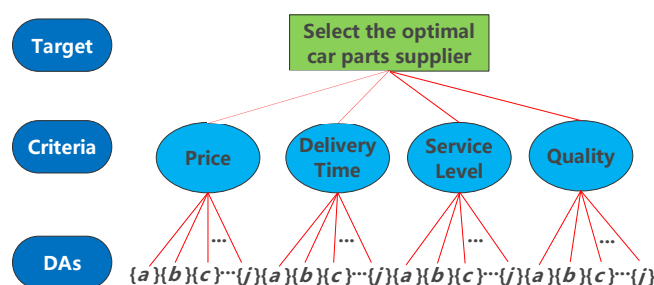 Target
Select the optimal
car parts supplier
Criteria
Price
Delivery
Time
Service
Level
Quality
... ... ... ...
DAs
{a}{b}{c}···{j}{a}{b}{c}···{j}{a}{b}{c}···{j}{a}{b}{c}···{j}